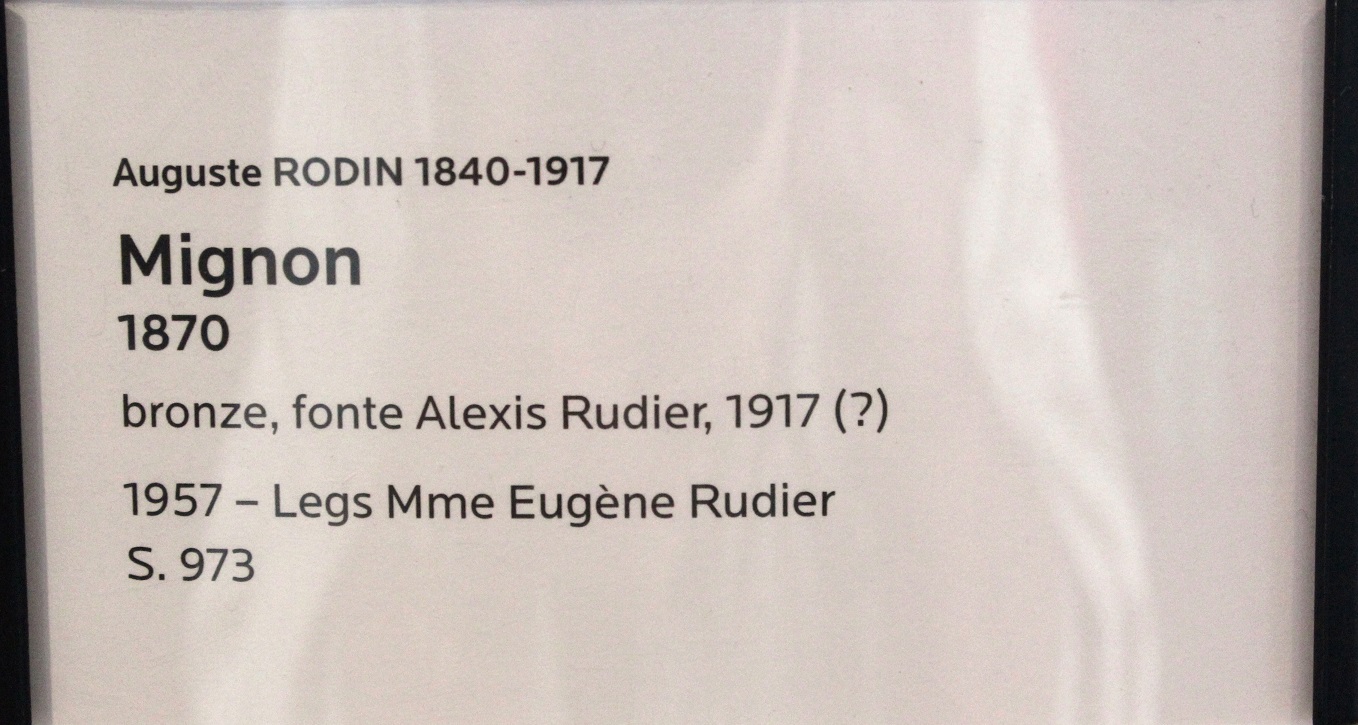 Auguste RODIN 1840-1917
Mignon
1870
bronze, fonte Alexis Rudier, 1917 (?)
1957 – Legs Mme Eugène Rudier
S. 973